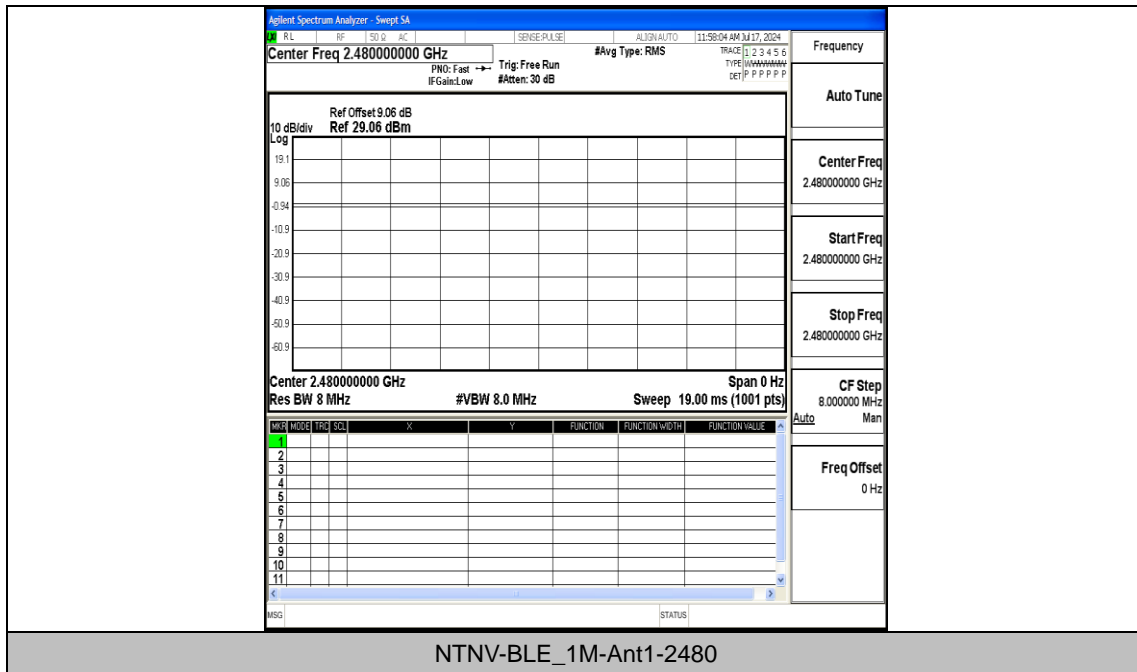 Agilent Spectrum Analyzer - Swept SA
RL RF 50 Ω AC SENSE:PULSE ALIGN AUTO 11:58:04 AM Jul 17, 2024
Center Freq 2.480000000 GHz
PNO: Fast
IFGain:Low
Trig: Free Run
#Atten: 30 dB
#Avg Type: RMS
TRACE 1 2 3 4 5 6
TYPE
DET P P P P P P
Ref Offset 9.06 dB
10 dB/div Ref 29.06 dBm
Log
19.1
9.06
-0.94
-10.9
-20.9
-30.9
-40.9
-50.9
-60.9
Center 2.480000000 GHz Span 0 Hz
Res BW 8 MHz #VBW 8.0 MHz Sweep 19.00 ms (1001 pts)
MKR MODE TRC SCL X Y FUNCTION FUNCTION WIDTH FUNCTION VALUE
1
2
3
4
5
6
7
8
9
10
11
MSG STATUS
Frequency
Auto Tune
Center Freq
2.480000000 GHz
Start Freq
2.480000000 GHz
Stop Freq
2.480000000 GHz
CF Step
8.000000 MHz
Auto Man
Freq Offset
0 Hz
NTNV-BLE_1M-Ant1-2480